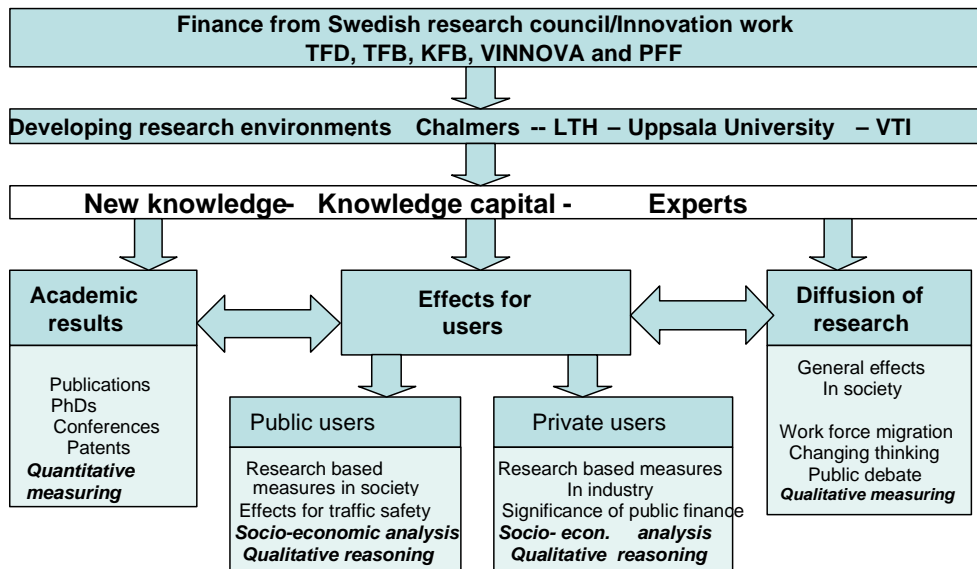 Finance from Swedish research council/Innovation work
TFD, TFB, KFB, VINNOVA and PFF
Developing research environments Chalmers -- LTH – Uppsala University – VTI
New knowledge- Knowledge capital - Experts
Academic
results
Publications
PhDs
Conferences
Patents
Quantitative
measuring
Effects for
users
Public users
Research based
measures in society
Effects for traffic safety
Socio-economic analysis
Qualitative reasoning
Private users
Research based measures
In industry
Significance of public finance
Socio- econ. analysis
Qualitative reasoning
Diffusion of
research
General effects
In society
Work force migration
Changing thinking
Public debate
Qualitative measuring